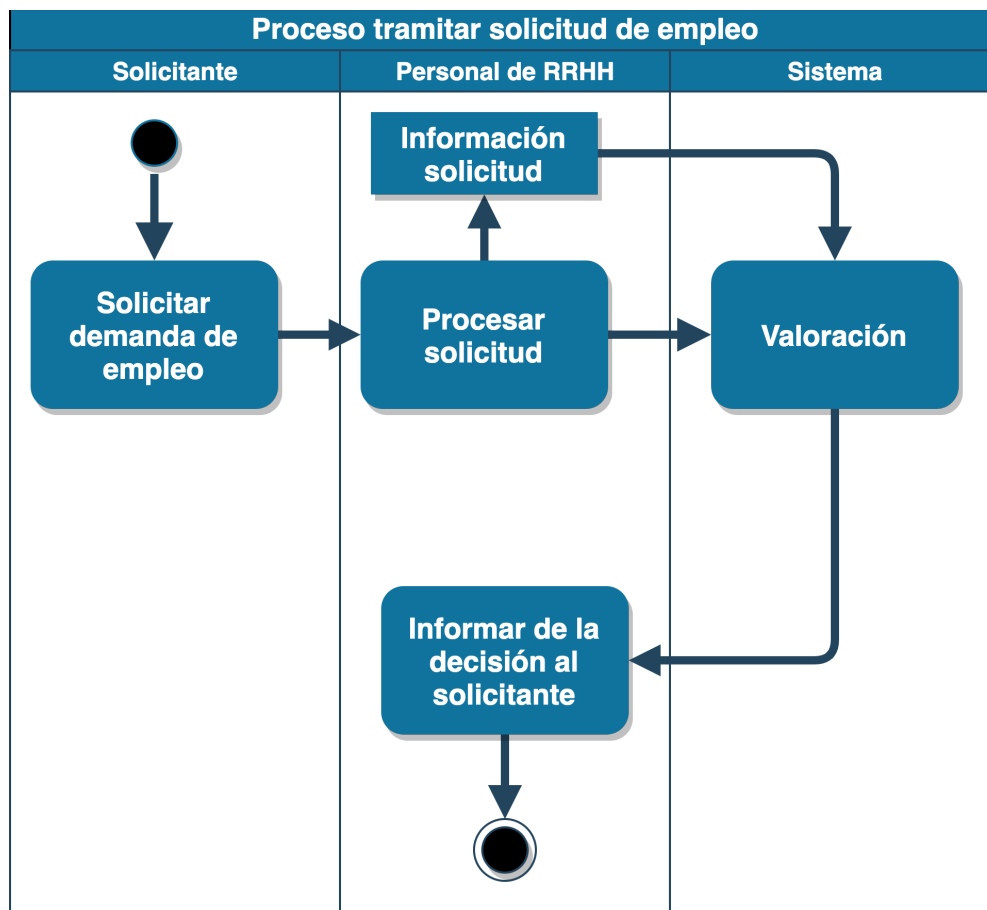 Proceso tramitar solicitud de empleo
Solicitante
Personal de RRHH
Sistema
Información
solicitud
Solicitar
demanda de
empleo
Procesar
solicitud
Valoración
Informar de la
decisión al
solicitante